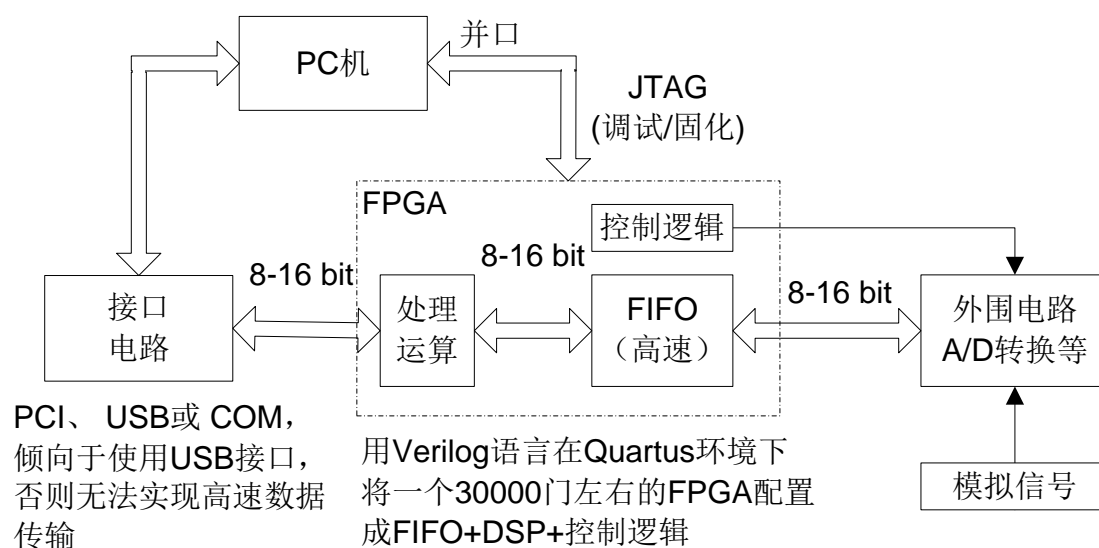 并口
PC机
JTAG
(调试/固化)
FPGA
控制逻辑
8-16 bit
8-16 bit
8-16 bit
接口
电路
处理
运算
FIFO
（高速）
外围电路
A/D转换等
PCI、 USB或 COM，
倾向于使用USB接口，
否则无法实现高速数据
传输
用Verilog语言在Quartus环境下
将一个30000门左右的FPGA配置
成FIFO+DSP+控制逻辑
模拟信号